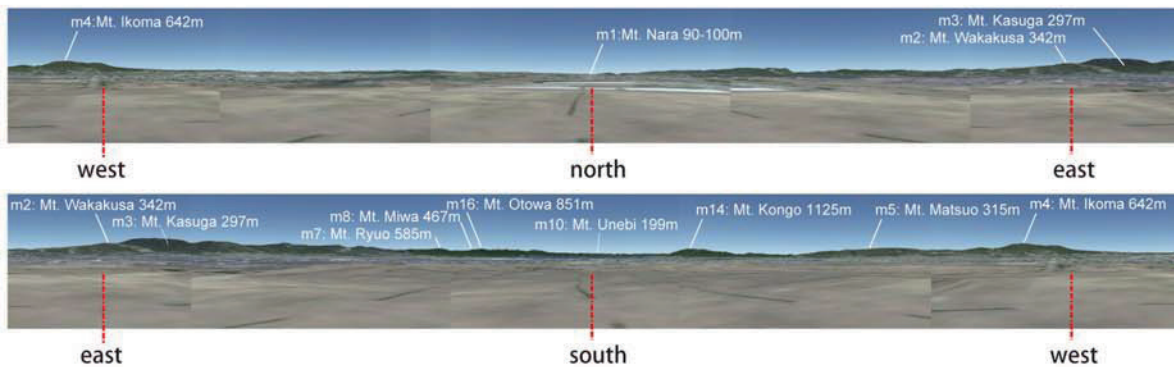 m4: Mt. Ikoma 642m
m1:Mt. Nara 90-100m
m3: Mt. Kasuga 297m
m2: Mt. Wakakusa 342m
west
north
east
m2: Mt. Wakakusa 342m
m3: Mt. Kasuga 297m
m8: Mt. Miwa 467m
m7: Mt. Ryuo 585m
m16: Mt. Otowa 851m
m10: Mt. Unebi 199m
m14: Mt. Kongo 1125m
m5: Mt. Matsuo 315m
m4: Mt. Ikoma 642m
east
south
west